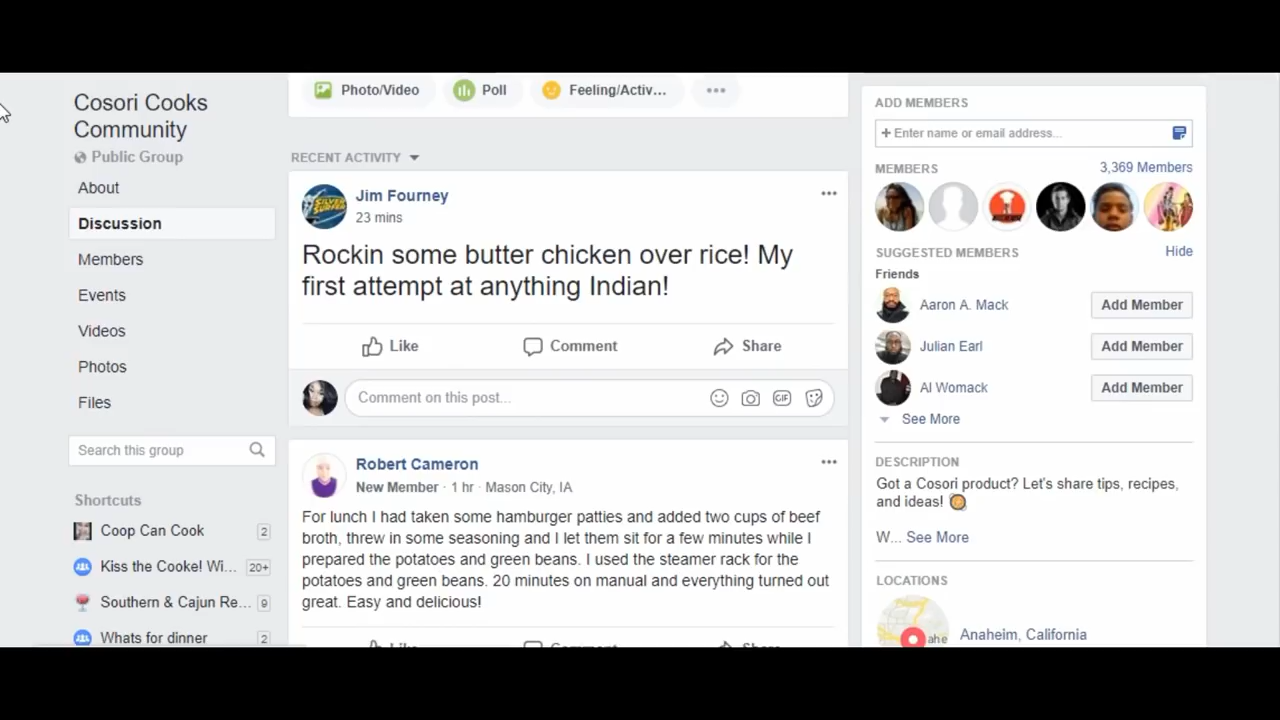 Cosori Cooks
Community
Public Group
About
Discussion
Members
Events
Videos
Photos
Files
Search this group
Shortcuts
Coop Can Cook 2
Kiss the Cooke! Wi... 20+
Southern & Cajun Re... 9
Whats for dinner 2
Photo/Video Poll Feeling/Activ...
RECENT ACTIVITY
SILVER
SURFER
Jim Fourney
23 mins
Rockin some butter chicken over rice! My
first attempt at anything Indian!
Like Comment Share
Comment on this post...
GIF
Robert Cameron
New Member · 1 hr · Mason City, IA
For lunch I had taken some hamburger patties and added two cups of beef
broth, threw in some seasoning and I let them sit for a few minutes while I
prepared the potatoes and green beans. I used the steamer rack for the
potatoes and green beans. 20 minutes on manual and everything turned out
great. Easy and delicious!
Like Comment Share
ADD MEMBERS
+ Enter name or email address...
MEMBERS 3,369 Members
SUGGESTED MEMBERS Hide
Friends
Aaron A. Mack Add Member
Julian Earl Add Member
Al Womack Add Member
See More
DESCRIPTION
Got a Cosori product? Let's share tips, recipes,
and ideas!
W... See More
LOCATIONS
ahe
Anaheim, California